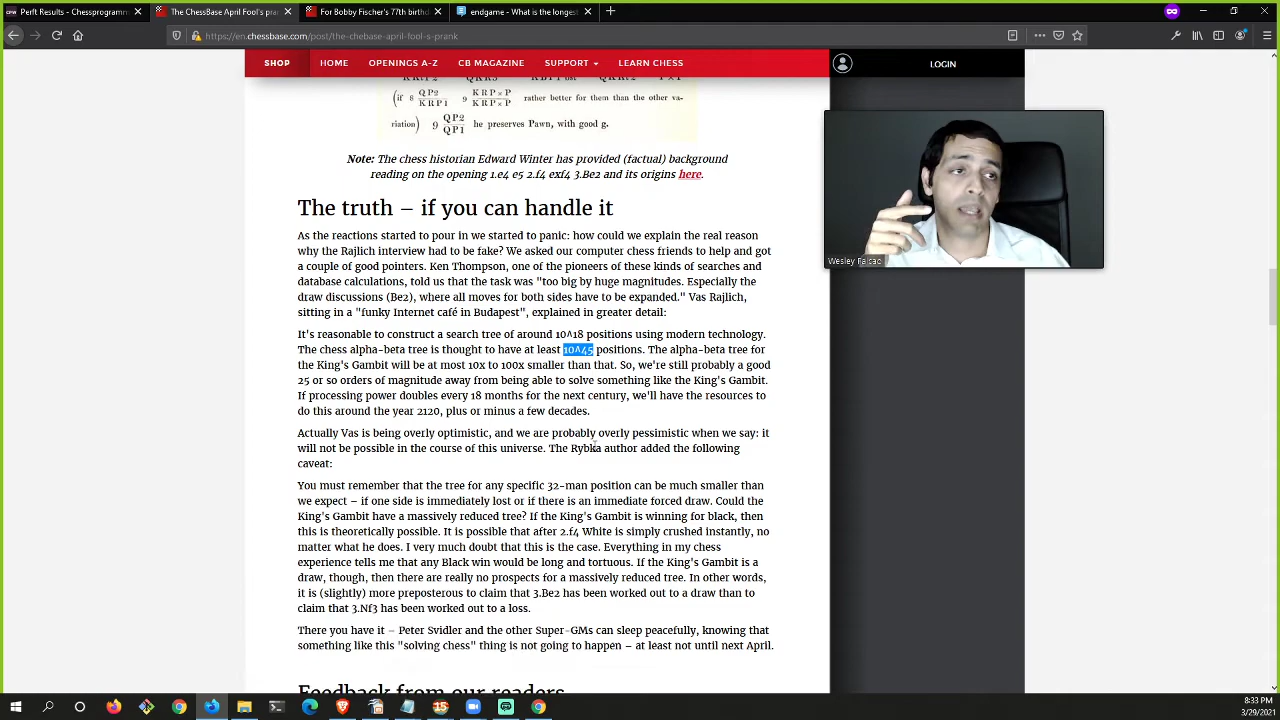 Perft Results - Chessprogramm
The ChessBase April Fool's pran
For Bobby Fischer's 77th birthd
endgame - What is the longest
https://en.chessbase.com/post/the-chebase-april-fool-s-prank
SHOP HOME OPENINGS A-Z CB MAGAZINE SUPPORT LEARN CHESS LOGIN
(if 8 QP2/KRP1 9 KRP×P/KRP×P rather better for them than the other va-
riation) 9 QP2/QP1 he preserves Pawn, with good g.
Note: The chess historian Edward Winter has provided (factual) background
reading on the opening 1.e4 e5 2.f4 exf4 3.Be2 and its origins here.
The truth – if you can handle it
As the reactions started to pour in we started to panic: how could we explain the real reason
why the Rajlich interview had to be fake? We asked our computer chess friends to help and got
a couple of good pointers. Ken Thompson, one of the pioneers of these kinds of searches and
database calculations, told us that the task was "too big by huge magnitudes. Especially the
draw discussions (Be2), where all moves for both sides have to be expanded." Vas Rajlich,
sitting in a "funky Internet café in Budapest", explained in greater detail:
It's reasonable to construct a search tree of around 10^18 positions using modern technology.
The chess alpha-beta tree is thought to have at least 10^45 positions. The alpha-beta tree for
the King's Gambit will be at most 10x to 100x smaller than that. So, we're still probably a good
25 or so orders of magnitude away from being able to solve something like the King's Gambit.
If processing power doubles every 18 months for the next century, we'll have the resources to
do this around the year 2120, plus or minus a few decades.
Actually Vas is being overly optimistic, and we are probably overly pessimistic when we say: it
will not be possible in the course of this universe. The Rybka author added the following
caveat:
You must remember that the tree for any specific 32-man position can be much smaller than
we expect – if one side is immediately lost or if there is an immediate forced draw. Could the
King's Gambit have a massively reduced tree? If the King's Gambit is winning for black, then
this is theoretically possible. It is possible that after 2.f4 White is simply crushed instantly, no
matter what he does. I very much doubt that this is the case. Everything in my chess
experience tells me that any Black win would be long and tortuous. If the King's Gambit is a
draw, though, then there are really no prospects for a massively reduced tree. In other words,
it is (slightly) more preposterous to claim that 3.Be2 has been worked out to a draw than to
claim that 3.Nf3 has been worked out to a loss.
There you have it – Peter Svidler and the other Super-GMs can sleep peacefully, knowing that
something like this "solving chess" thing is not going to happen – at least not until next April.
Feedback from our readers
Wesley
15
8:33 PM
3/29/2021